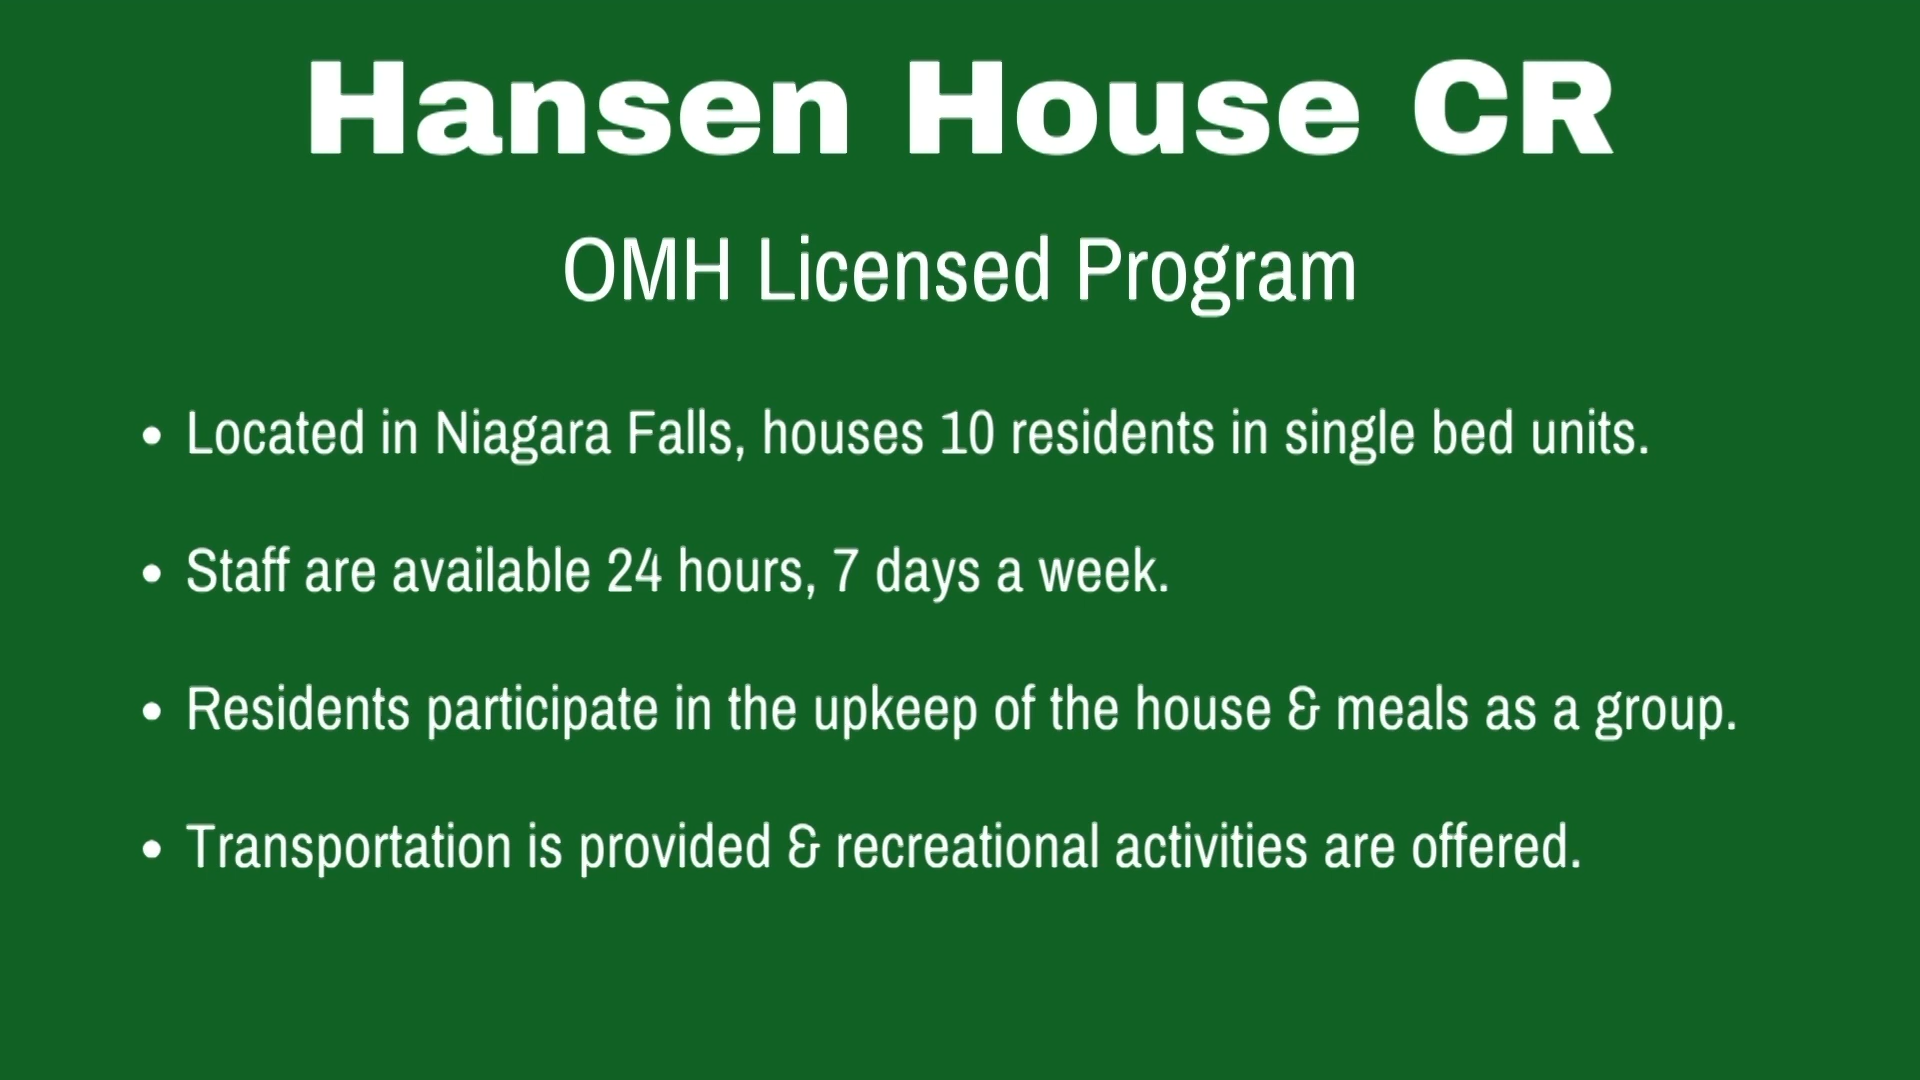 Hansen House CR
OMH Licensed Program
• Located in Niagara Falls, houses 10 residents in single bed units.
• Staff are available 24 hours, 7 days a week.
• Residents participate in the upkeep of the house & meals as a group.
• Transportation is provided & recreational activities are offered.